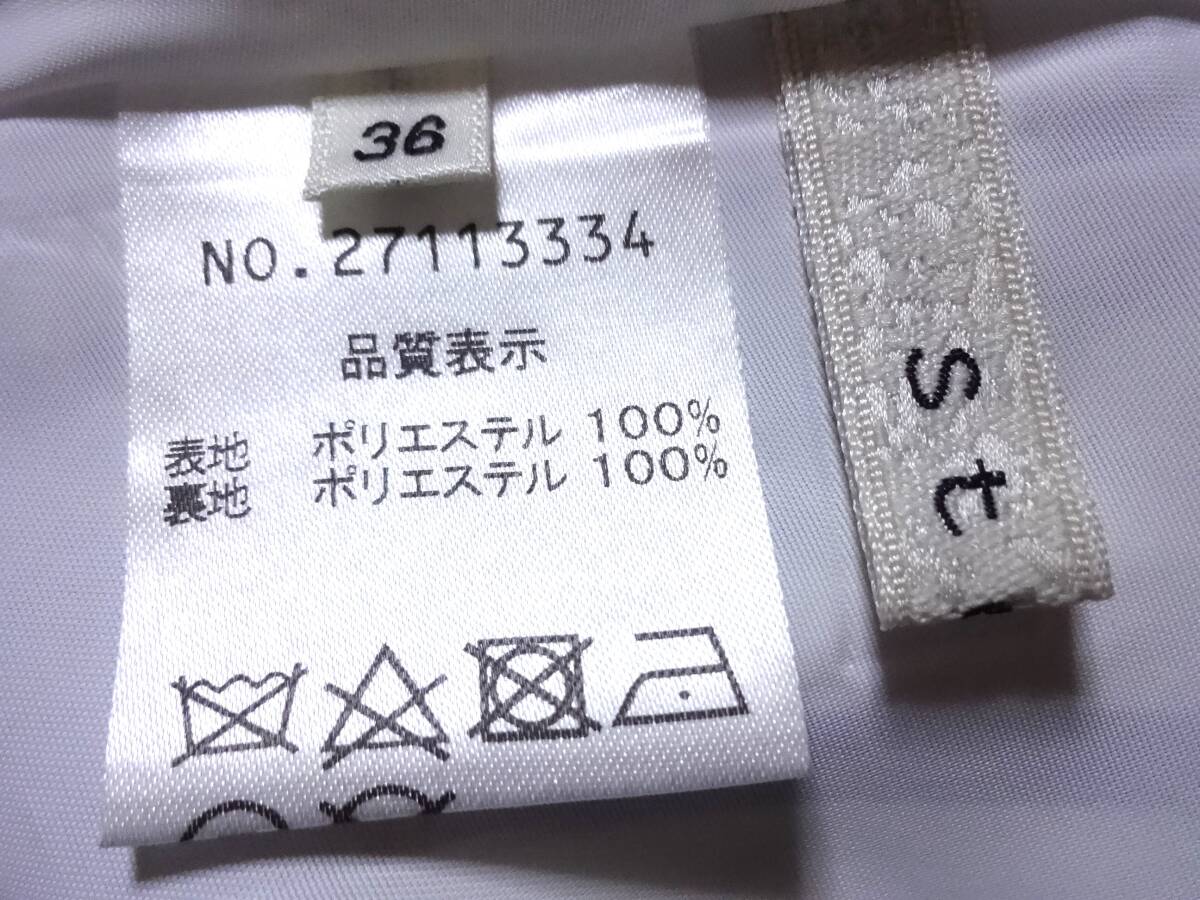 36
NO.27113334
品質表示
表地 ポリエステル 100%
裏地 ポリエステル 100%
st